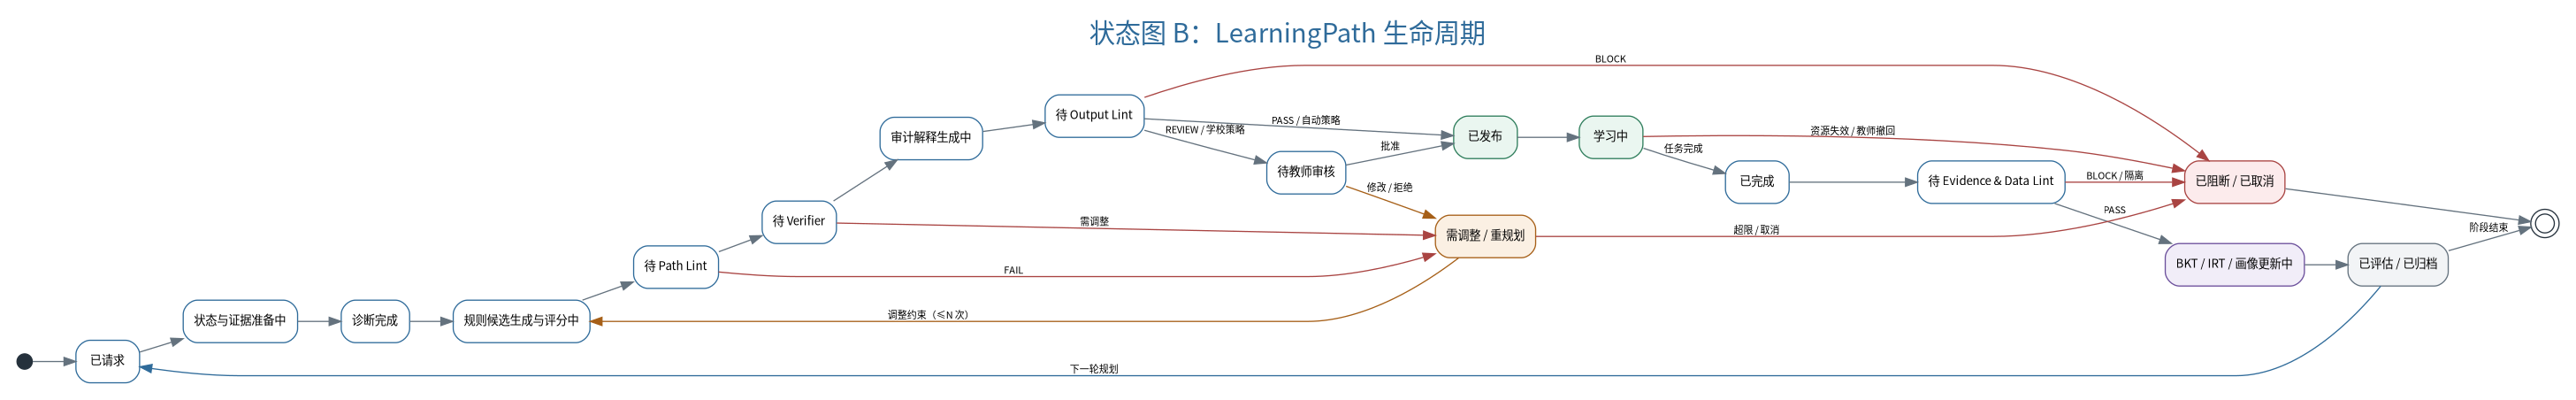 状态图 B：LearningPath 生命周期
BLOCK
待 Output Lint
PASS / 自动策略
REVIEW / 学校策略
审计解释生成中
已发布
学习中
资源失效 / 教师撤回
批准
任务完成
待教师审核
修改 / 拒绝
已完成
待 Evidence & Data Lint
BLOCK / 隔离
已阻断 / 已取消
PASS
待 Verifier
需调整
需调整 / 重规划
超限 / 取消
阶段结束
待 Path Lint
FAIL
BKT / IRT / 画像更新中
已评估 / 已归档
状态与证据准备中
诊断完成
规则候选生成与评分中
调整约束（≤N 次）
已请求
下一轮规划